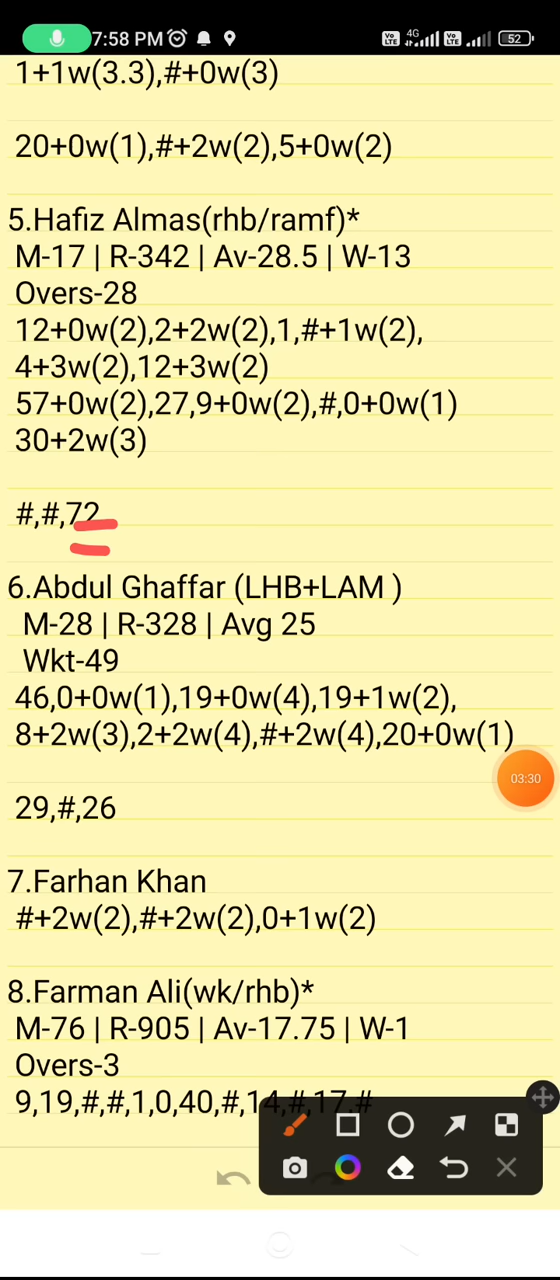 7:58 PM
Vo LTE 4G Vo LTE 52
1+1w(3.3),#+0w(3)
20+0w(1),#+2w(2),5+0w(2)
5.Hafiz Almas(rhb/ramf)*
M-17 | R-342 | Av-28.5 | W-13
Overs-28
12+0w(2),2+2w(2),1,#+1w(2),
4+3w(2),12+3w(2)
57+0w(2),27,9+0w(2),#,0+0w(1)
30+2w(3)
#,#,72
6.Abdul Ghaffar (LHB+LAM )
M-28 | R-328 | Avg 25
Wkt-49
46,0+0w(1),19+0w(4),19+1w(2),
8+2w(3),2+2w(4),#+2w(4),20+0w(1)
03:30
29,#,26
7.Farhan Khan
#+2w(2),#+2w(2),0+1w(2)
8.Farman Ali(wk/rhb)*
M-76 | R-905 | Av-17.75 | W-1
Overs-3
9,19,#,#,1,0,40,#,14,#,17,#